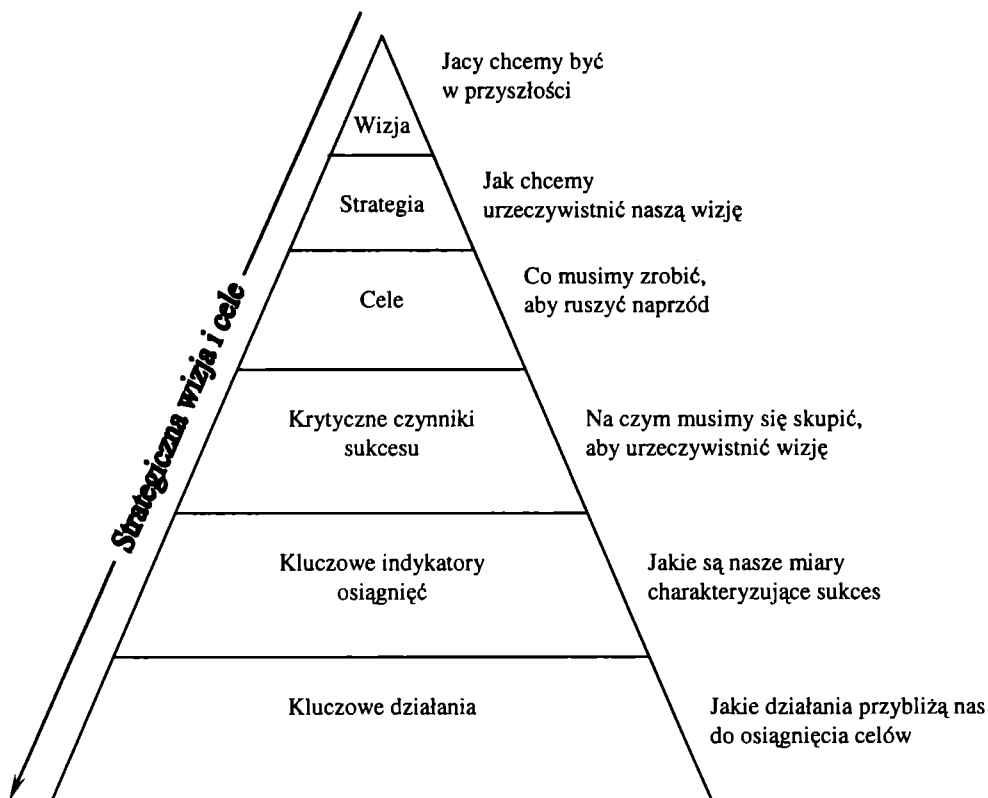 Jacy chcemy być
w przyszłości
Wizja
Jak chcemy
urzeczywistnić naszą wizję
Strategia
Co musimy zrobić,
aby ruszyć naprzód
Cele
Strategiczna wizja i cele
Krytyczne czynniki
sukcesu
Na czym musimy się skupić,
aby urzeczywistnić wizję
Kluczowe indykatory
osiągnięć
Jakie są nasze miary
charakteryzujące sukces
Kluczowe działania
Jakie działania przybliżą nas
do osiągnięcia celów